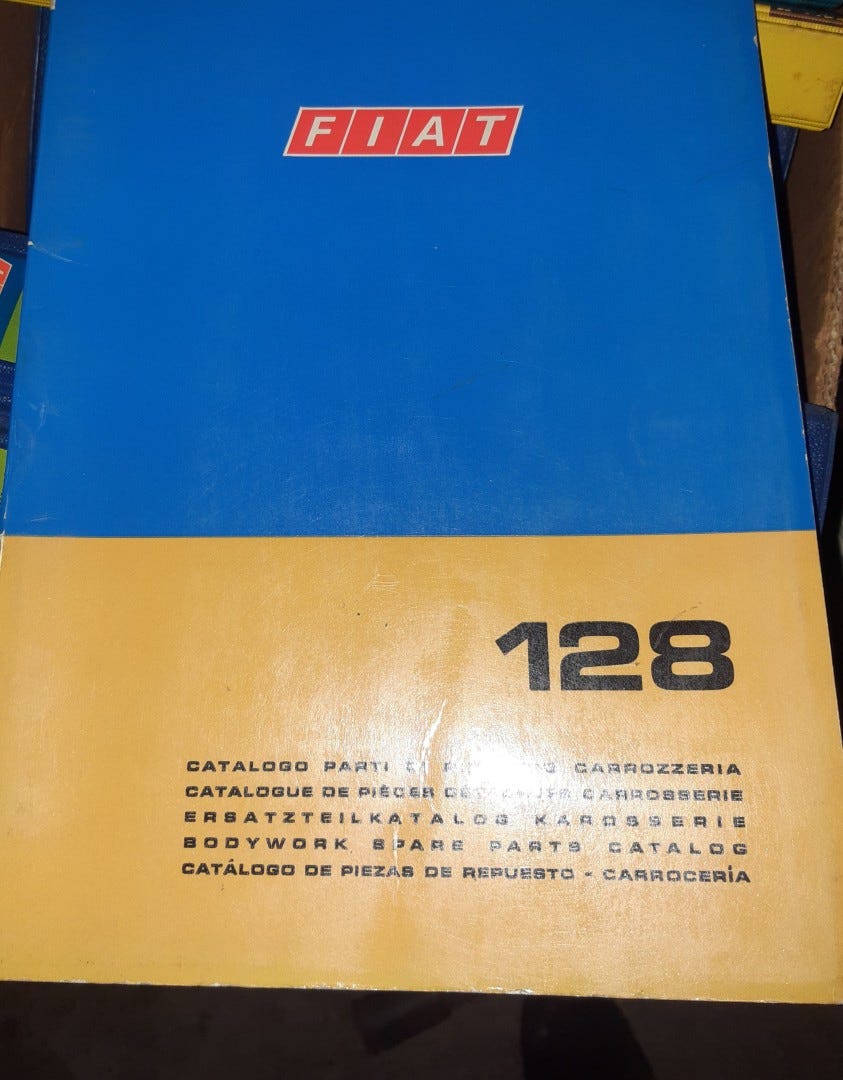 FIAT
128
CATALOGO PARTI DI CARROZZERIA
CATALOGUE DE PIÈCES CARROSSERIE
ERSATZTEILKATALOG KAROSSERIE
BODYWORK SPARE PARTS CATALOG
CATÁLOGO DE PIEZAS DE REPUESTO - CARROCERÍA